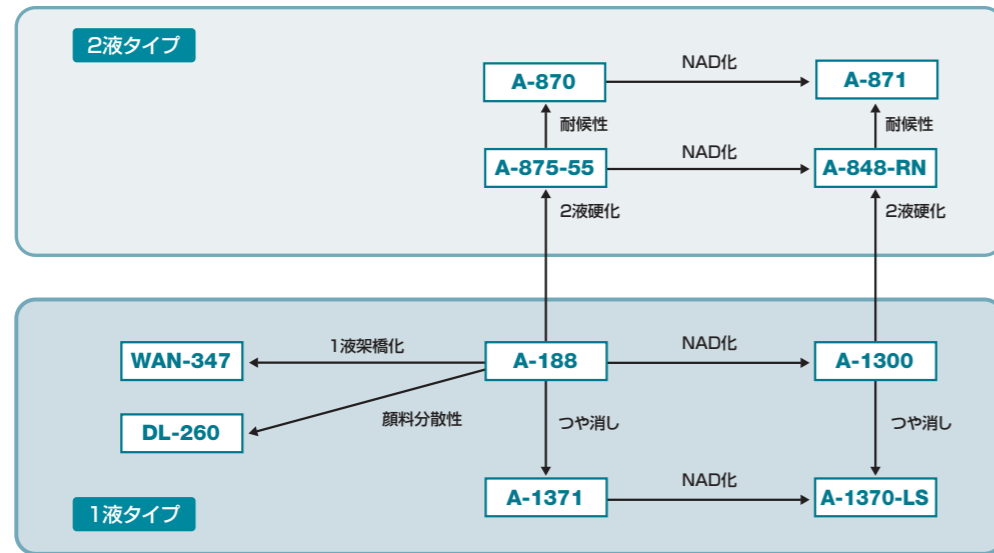 2液タイプ
A-870
NAD化
A-871
耐候性
耐候性
A-875-55
NAD化
A-848-RN
2液硬化
2液硬化
WAN-347
1液架橋化
A-188
NAD化
A-1300
DL-260
顔料分散性
つや消し
つや消し
A-1371
NAD化
A-1370-LS
1液タイプ